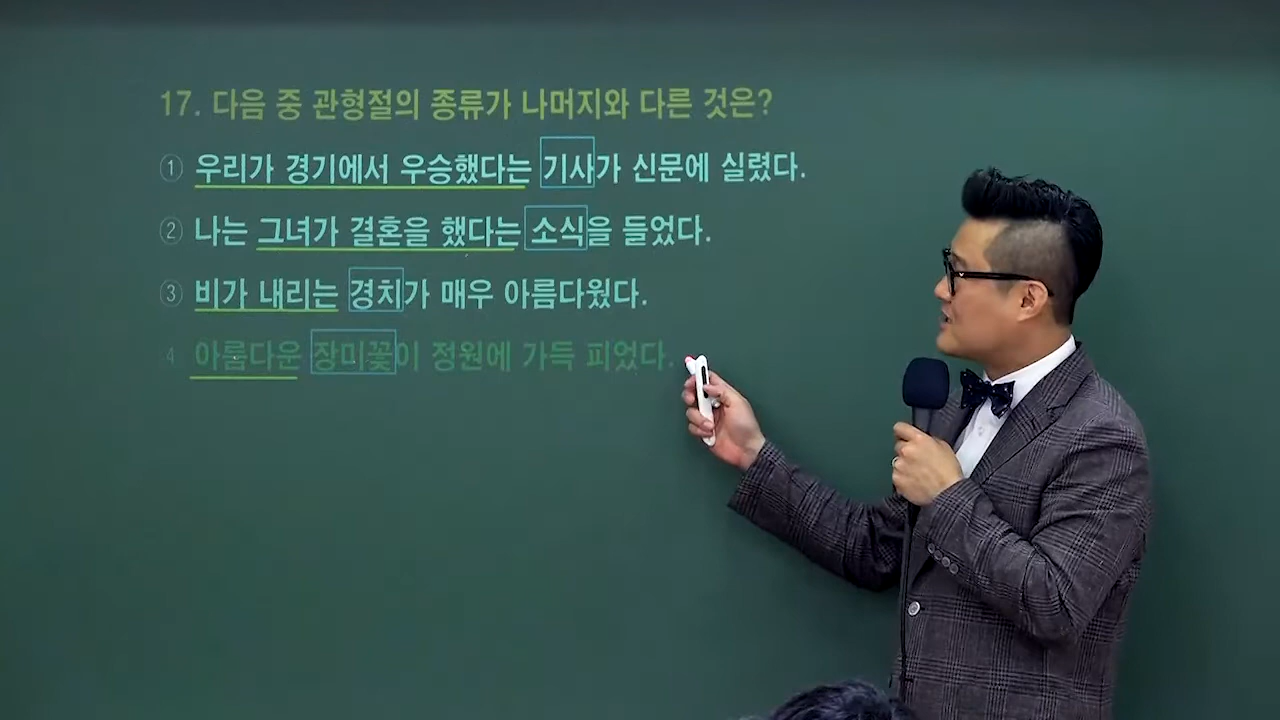 17. 다음 중 관형절의 종류가 나머지와 다른 것은?
① 우리가 경기에서 우승했다는 기사가 신문에 실렸다.
② 나는 그녀가 결혼을 했다는 소식을 들었다.
③ 비가 내리는 경치가 매우 아름다웠다.
4 아름다운 장미꽃이 정원에 가득 피었다.